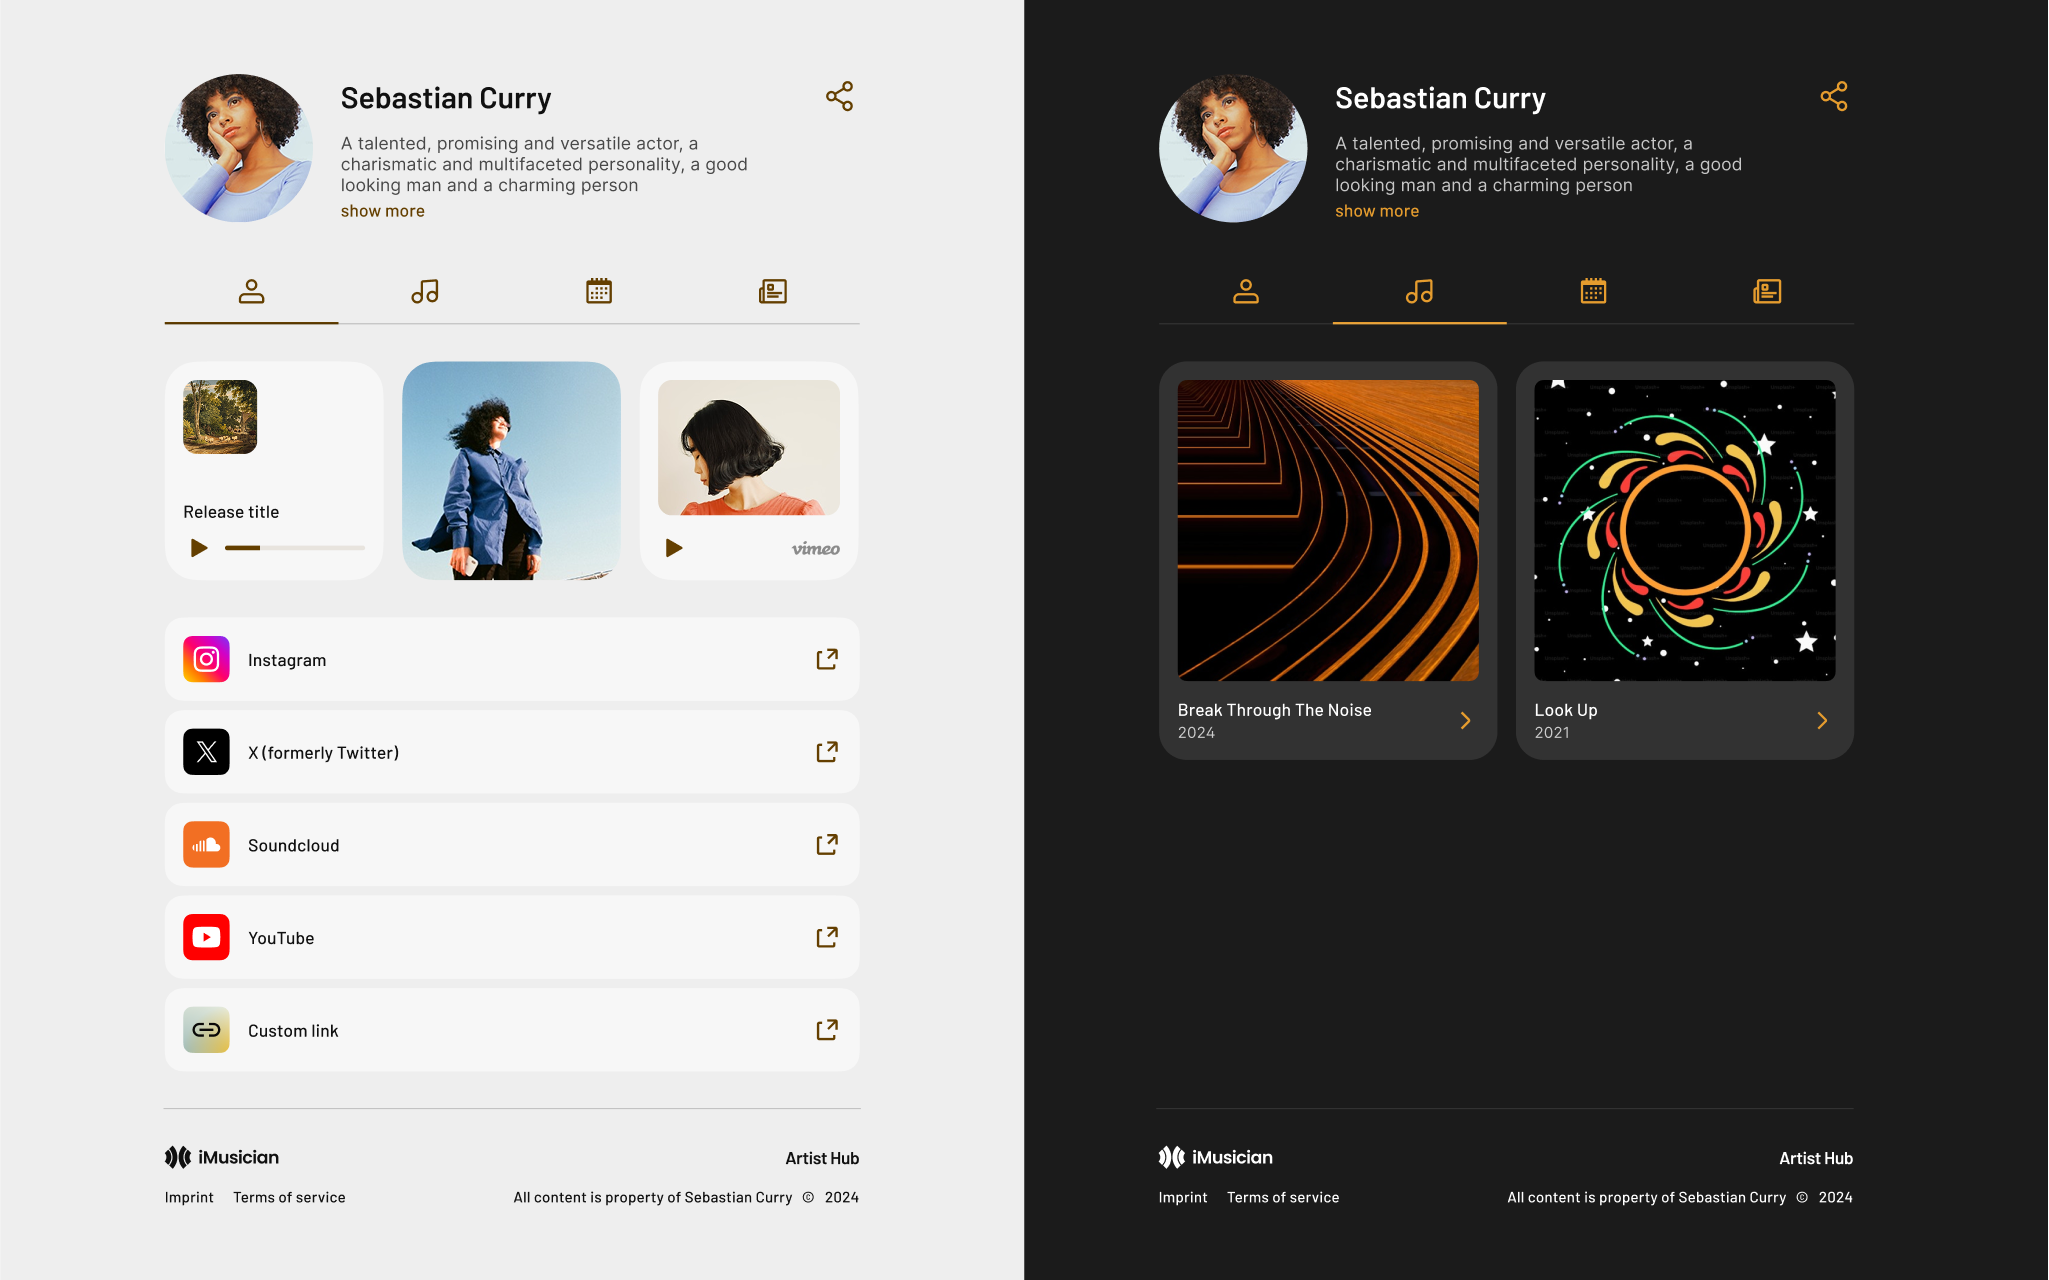 Sebastian Curry
A talented, promising and versatile actor, a
charismatic and multifaceted personality, a good
looking man and a charming person
show more
Release title
vimeo
Instagram
X (formerly Twitter)
Soundcloud
YouTube
Custom link
iMusician
Artist Hub
Imprint
Terms of service
All content is property of Sebastian Curry © 2024
Sebastian Curry
A talented, promising and versatile actor, a
charismatic and multifaceted personality, a good
looking man and a charming person
show more
Break Through The Noise
2024
Look Up
2021
iMusician
Artist Hub
Imprint
Terms of service
All content is property of Sebastian Curry © 2024